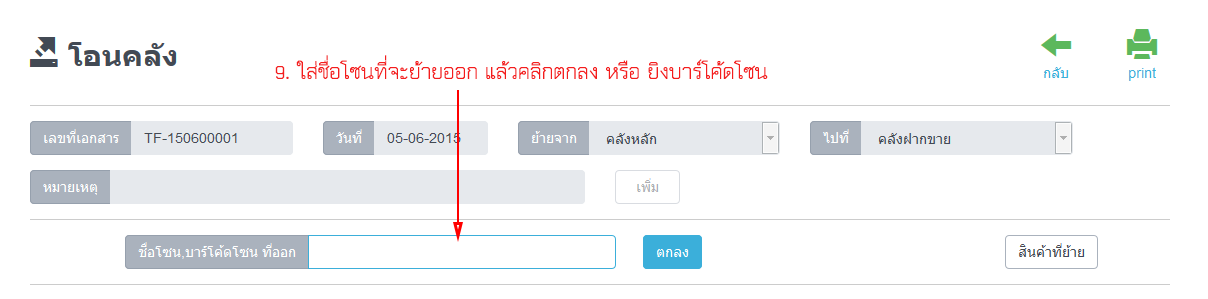 โอนคลัง
9. ใส่ชื่อโซนที่จะย้ายออก แล้วคลิกตกลง หรือ ยิงบาร์โค้ดโซน
กลับ print
เลขที่เอกสาร TF-150600001 วันที่ 05-06-2015 ย้ายจาก คลังหลัก ไปที่ คลังฝากขาย
หมายเหตุ เพิ่ม
ชื่อโซน,บาร์โค้ดโซน ที่ออก ตกลง สินค้าที่ย้าย